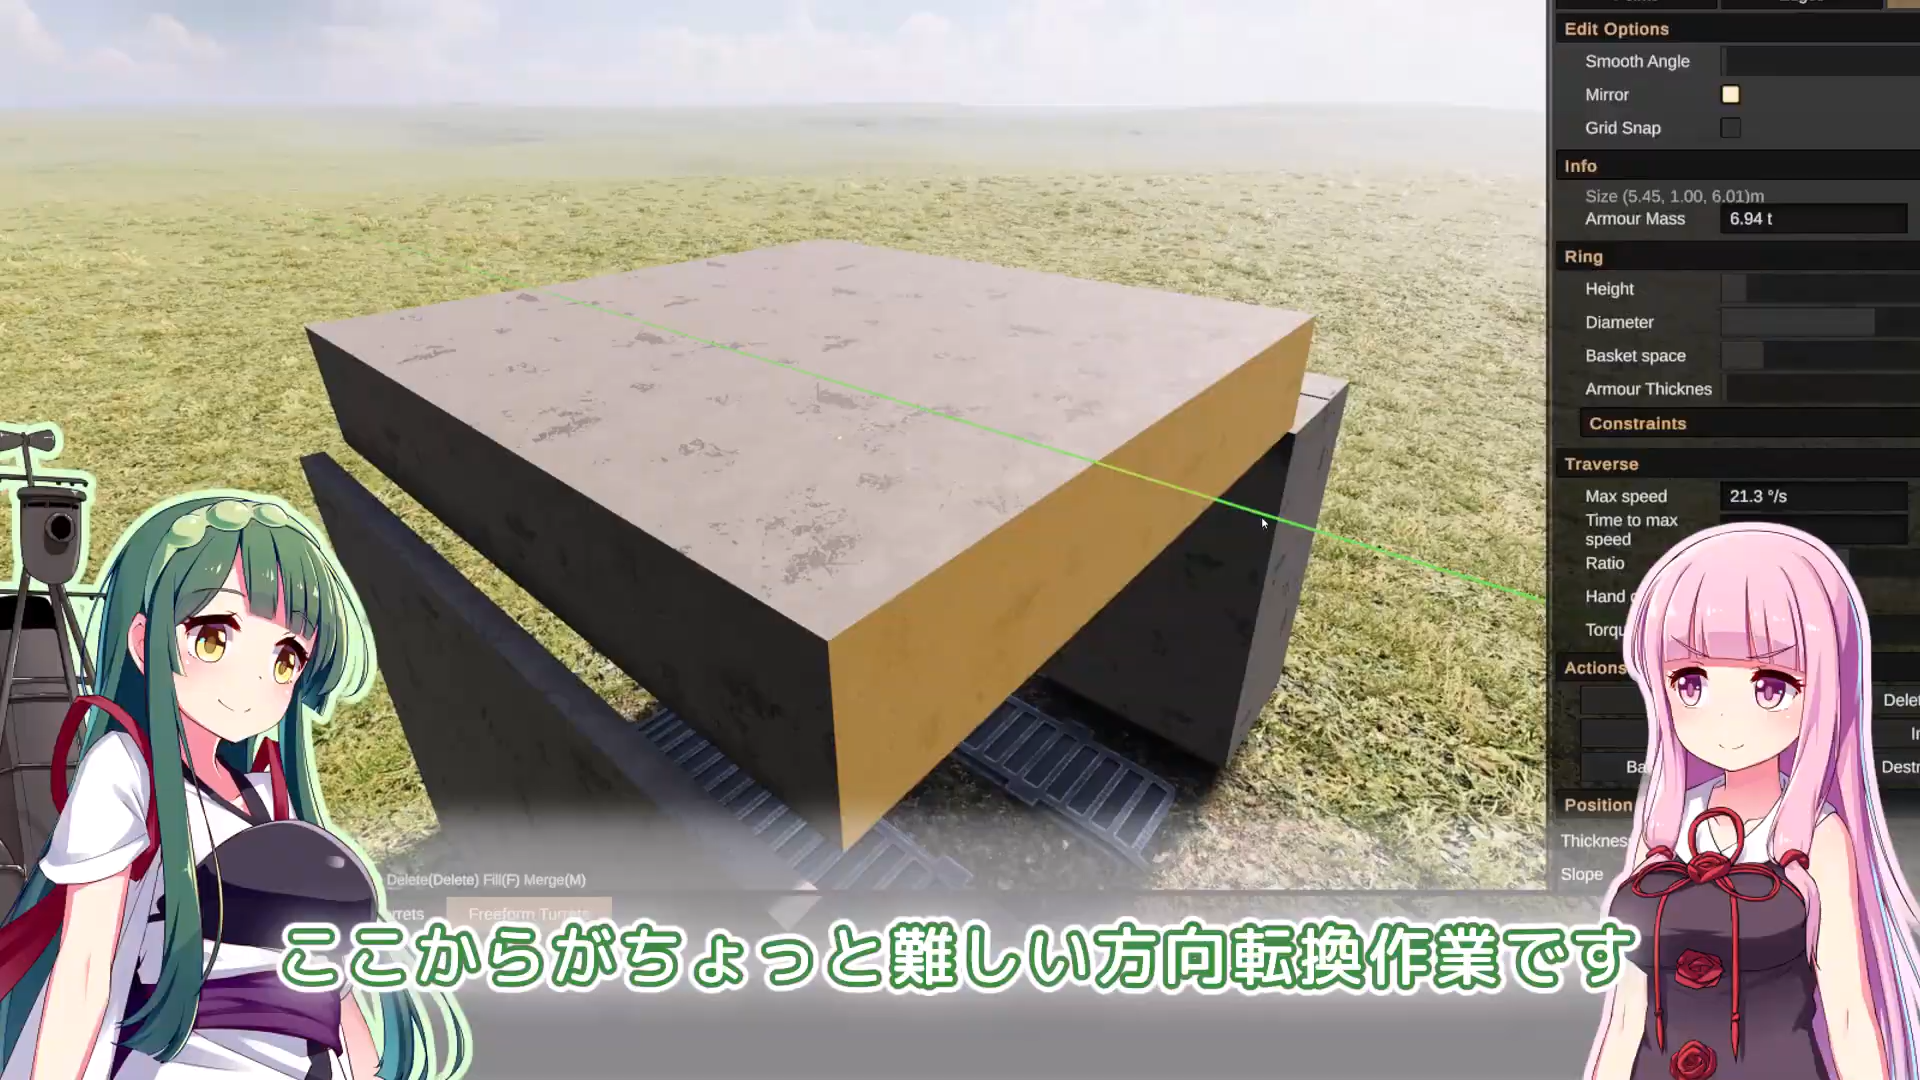 Edit Options
Smooth Angle
Mirror
Grid Snap
Info
Size (5.45, 1.00, 6.01)m
Armour Mass 6.94 t
Ring
Height
Diameter
Basket space
Armour Thicknes
Constraints
Traverse
Max speed 21.3 °/s
Time to max
speed
Ratio
Hand
Torqu
Actions
Delet
Ba
Destr
Position
Thicknes
Slope
Delete(Delete) Fill(F) Merge(M)
rrets Freeform Turrets
ここからがちょっと難しい方向転換作業です